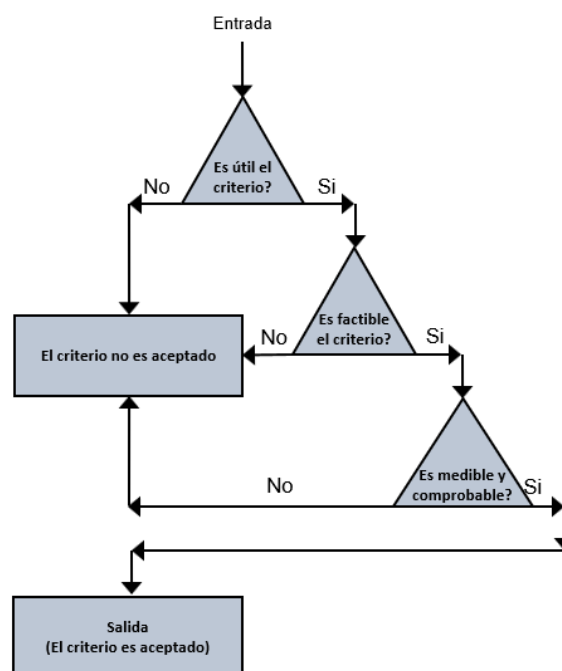 Entrada
Es útil el
criterio?
No
Si
Es factible
el criterio?
No
Si
El criterio no es aceptado
Es medible y
comprobable?
No
Si
Salida
(El criterio es aceptado)